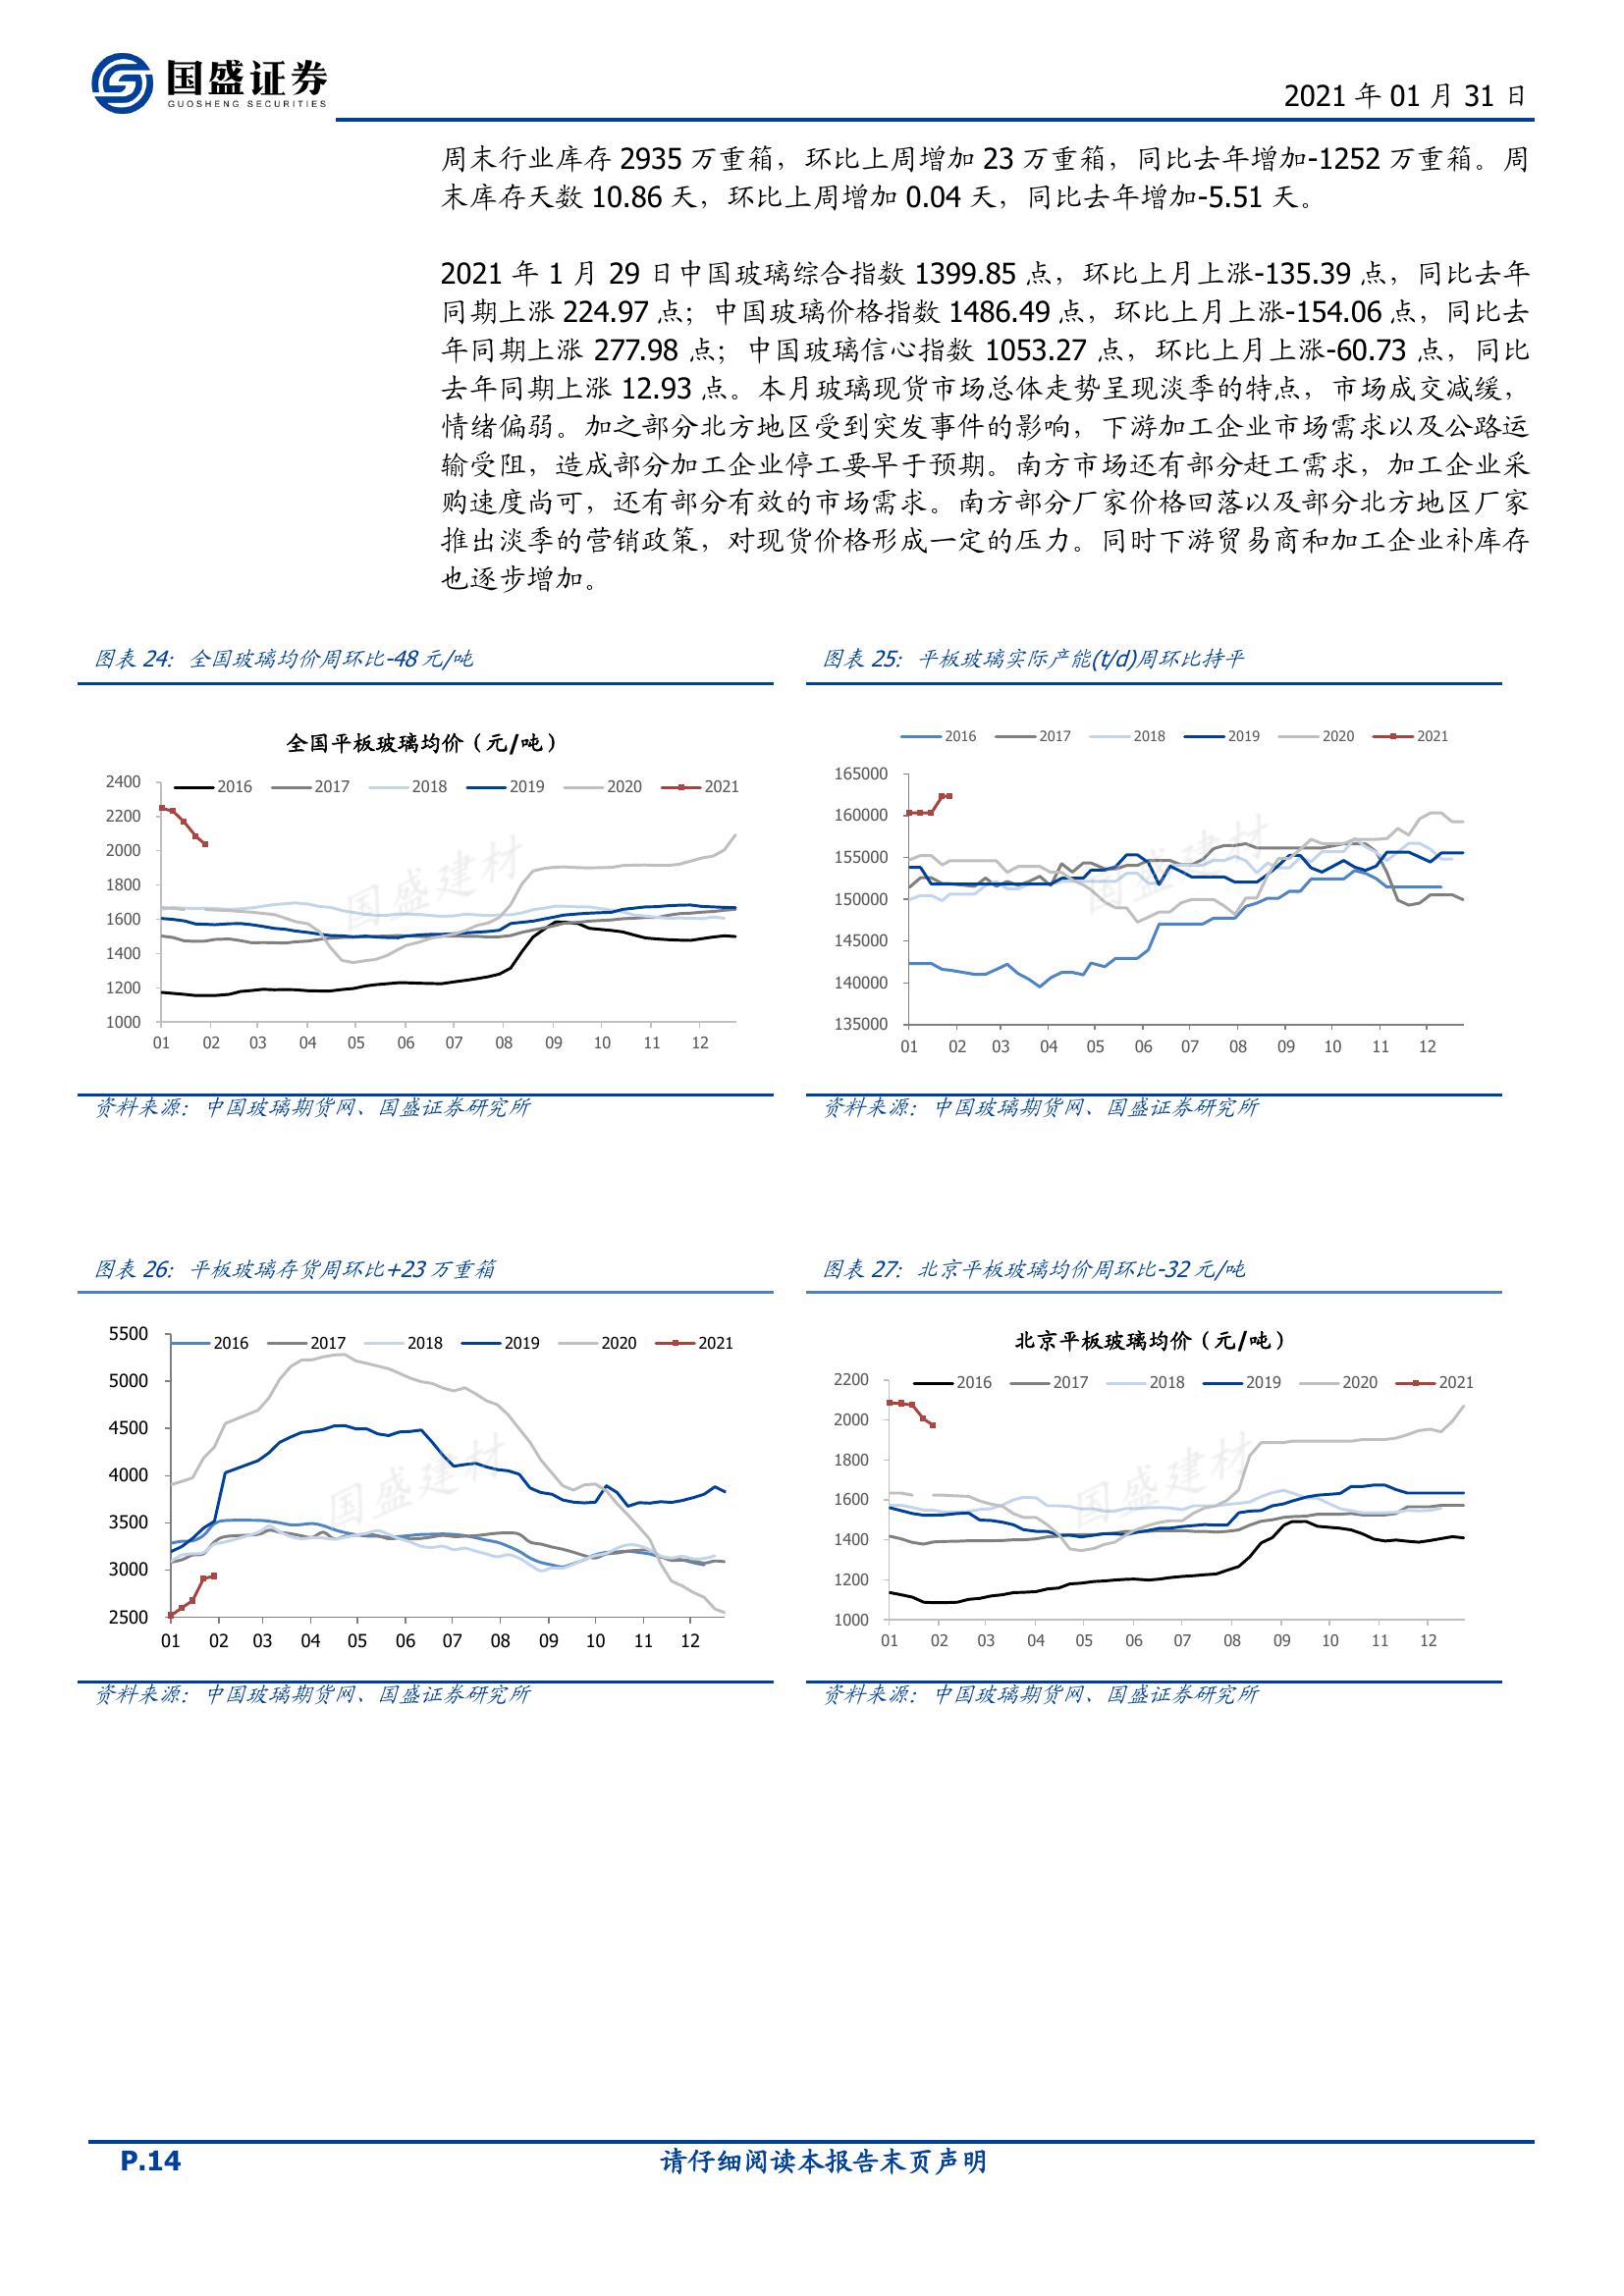 国盛证券
GUOSHENG SECURITIES
2021 年 01 月 31 日
周末行业库存 2935 万重箱，环比上周增加 23 万重箱，同比去年增加-1252 万重箱。周
末库存天数 10.86 天，环比上周增加 0.04 天，同比去年增加-5.51 天。
2021 年 1 月 29 日中国玻璃综合指数 1399.85 点，环比上月上涨-135.39 点，同比去年
同期上涨 224.97 点；中国玻璃价格指数 1486.49 点，环比上月上涨-154.06 点，同比去
年同期上涨 277.98 点；中国玻璃信心指数 1053.27 点，环比上月上涨-60.73 点，同比
去年同期上涨 12.93 点。本月玻璃现货市场总体走势呈现淡季的特点，市场成交减缓，
情绪偏弱。加之部分北方地区受到突发事件的影响，下游加工企业市场需求以及公路运
输受阻，造成部分加工企业停工要早于预期。南方市场还有部分赶工需求，加工企业采
购速度尚可，还有部分有效的市场需求。南方部分厂家价格回落以及部分北方地区厂家
推出淡季的营销政策，对现货价格形成一定的压力。同时下游贸易商和加工企业补库存
也逐步增加。
图表 24：全国玻璃均价周环比-48 元/吨
全国平板玻璃均价（元/吨）
2016 2017 2018 2019 2020 2021
2400
2200
2000
1800
1600
1400
1200
1000
01 02 03 04 05 06 07 08 09 10 11 12
国盛建材
资料来源：中国玻璃期货网、国盛证券研究所
图表 25：平板玻璃实际产能(t/d)周环比持平
2016 2017 2018 2019 2020 2021
165000
160000
155000
150000
145000
140000
135000
01 02 03 04 05 06 07 08 09 10 11 12
国盛建材
资料来源：中国玻璃期货网、国盛证券研究所
图表 26：平板玻璃存货周环比+23 万重箱
2016 2017 2018 2019 2020 2021
5500
5000
4500
4000
3500
3000
2500
01 02 03 04 05 06 07 08 09 10 11 12
国盛建材
资料来源：中国玻璃期货网、国盛证券研究所
图表 27：北京平板玻璃均价周环比-32 元/吨
北京平板玻璃均价（元/吨）
2016 2017 2018 2019 2020 2021
2200
2000
1800
1600
1400
1200
1000
01 02 03 04 05 06 07 08 09 10 11 12
国盛建材
资料来源：中国玻璃期货网、国盛证券研究所
P.14
请仔细阅读本报告末页声明